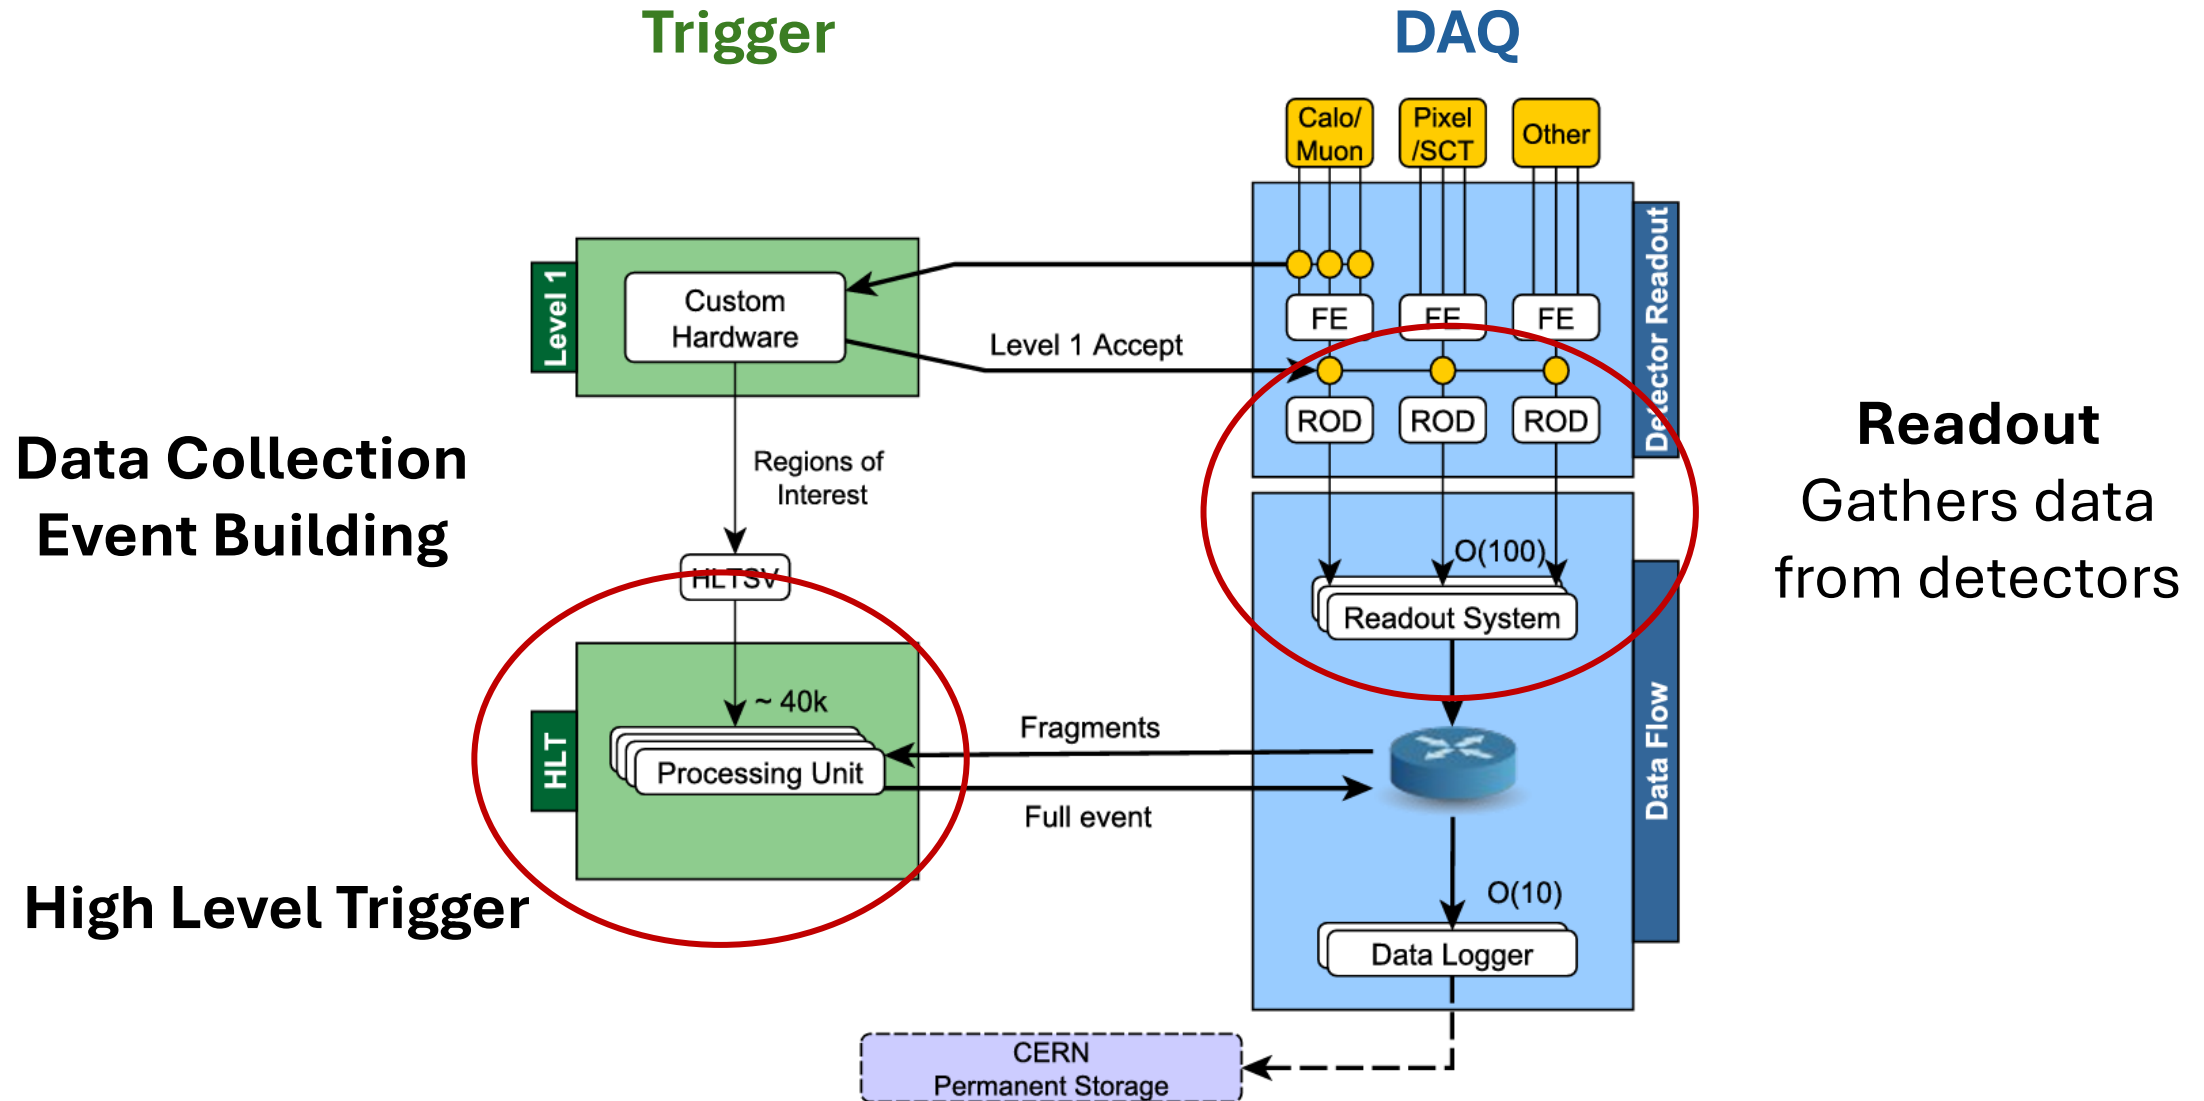 Trigger
DAQ
Calo/
Muon
Pixel
/SCT
Other
Level 1
Custom
Hardware
Level 1 Accept
FE
FE
FE
ROD
ROD
ROD
Detector Readout
Regions of
Interest
Data Collection
Event Building
Readout
Gathers data
from detectors
HLTSV
O(100)
Readout System
HLT
~ 40k
Processing Unit
Fragments
Full event
Data Flow
High Level Trigger
O(10)
Data Logger
CERN
Permanent Storage